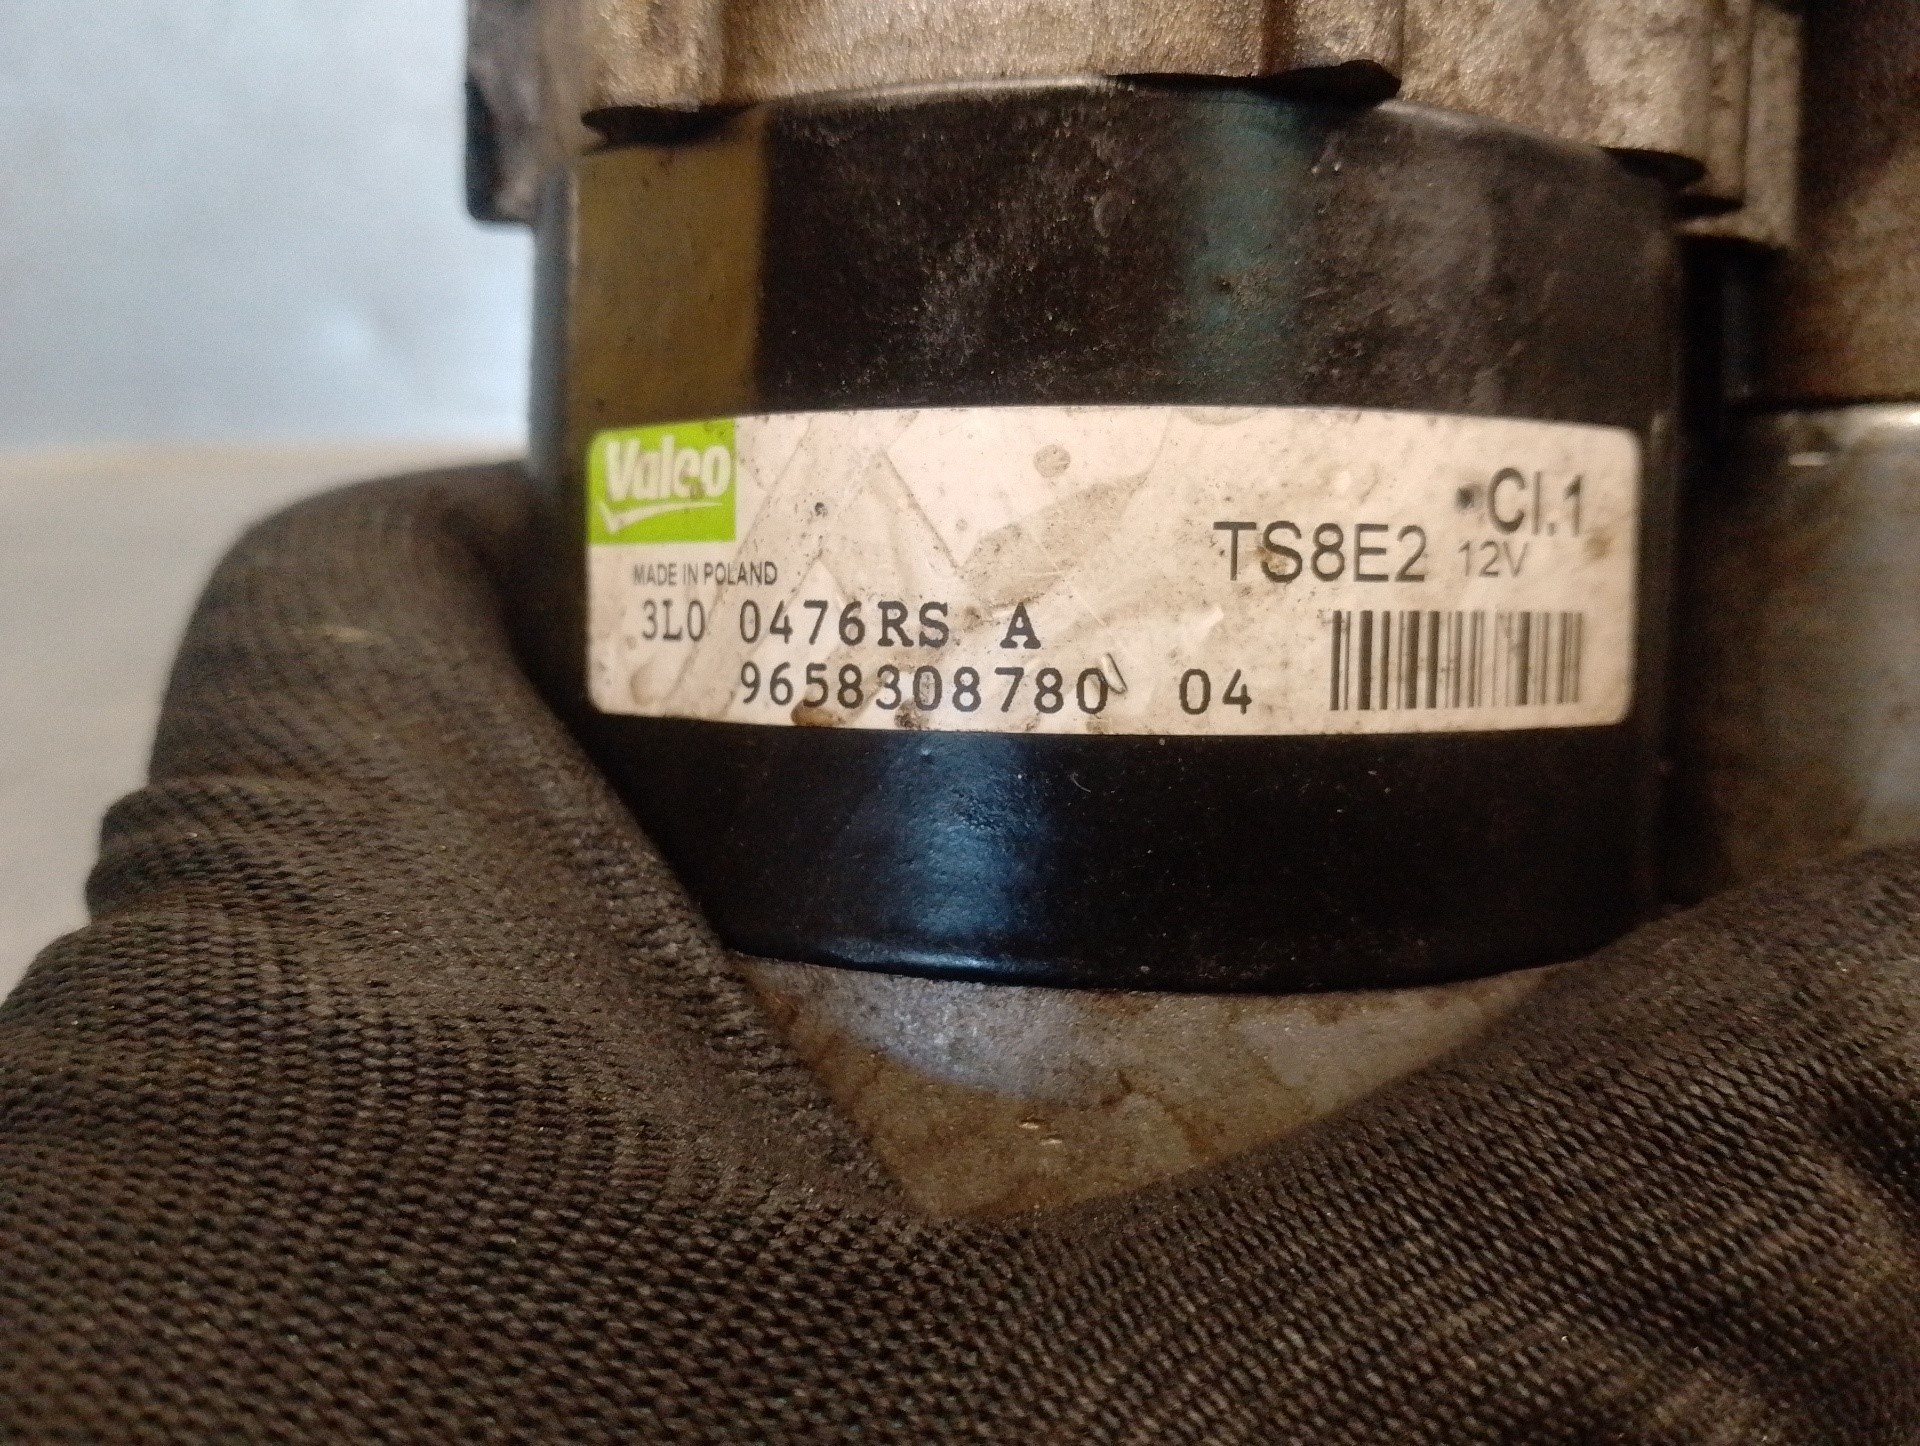 Valeo
Cl.1
TS8E2 12V
MADE IN POLAND
3L0 0476RS A
9658308780 04